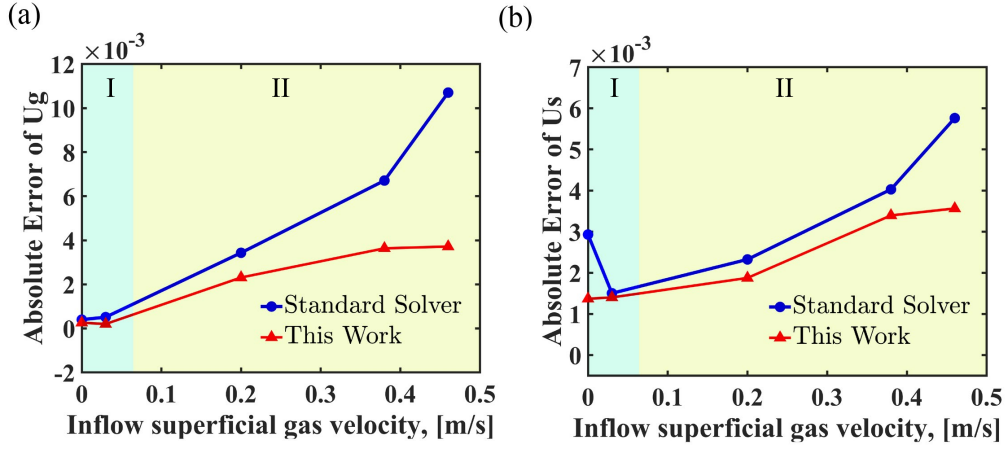 (a)
×10⁻³
12
10
8
6
4
2
0
-2
I
II
Absolute Error of Ug
Standard Solver
This Work
0 0.1 0.2 0.3 0.4 0.5
Inflow superficial gas velocity, [m/s]
(b)
×10⁻³
7
6
5
4
3
2
1
0
I
II
Absolute Error of Us
Standard Solver
This Work
0 0.1 0.2 0.3 0.4 0.5
Inflow superficial gas velocity, [m/s]